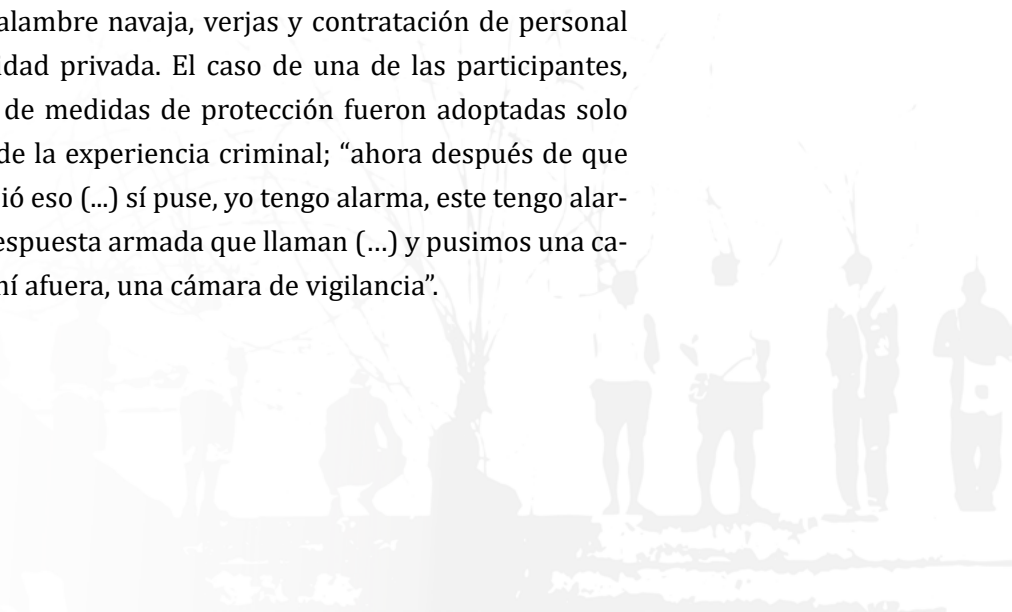 alambre navaja, verjas y contratación de personal
idad privada. El caso de una de las participantes,
de medidas de protección fueron adoptadas solo
de la experiencia criminal; “ahora después de que
ió eso (...) sí puse, yo tengo alarma, este tengo alar-
espuesta armada que llaman (…) y pusimos una ca-
í afuera, una cámara de vigilancia”.